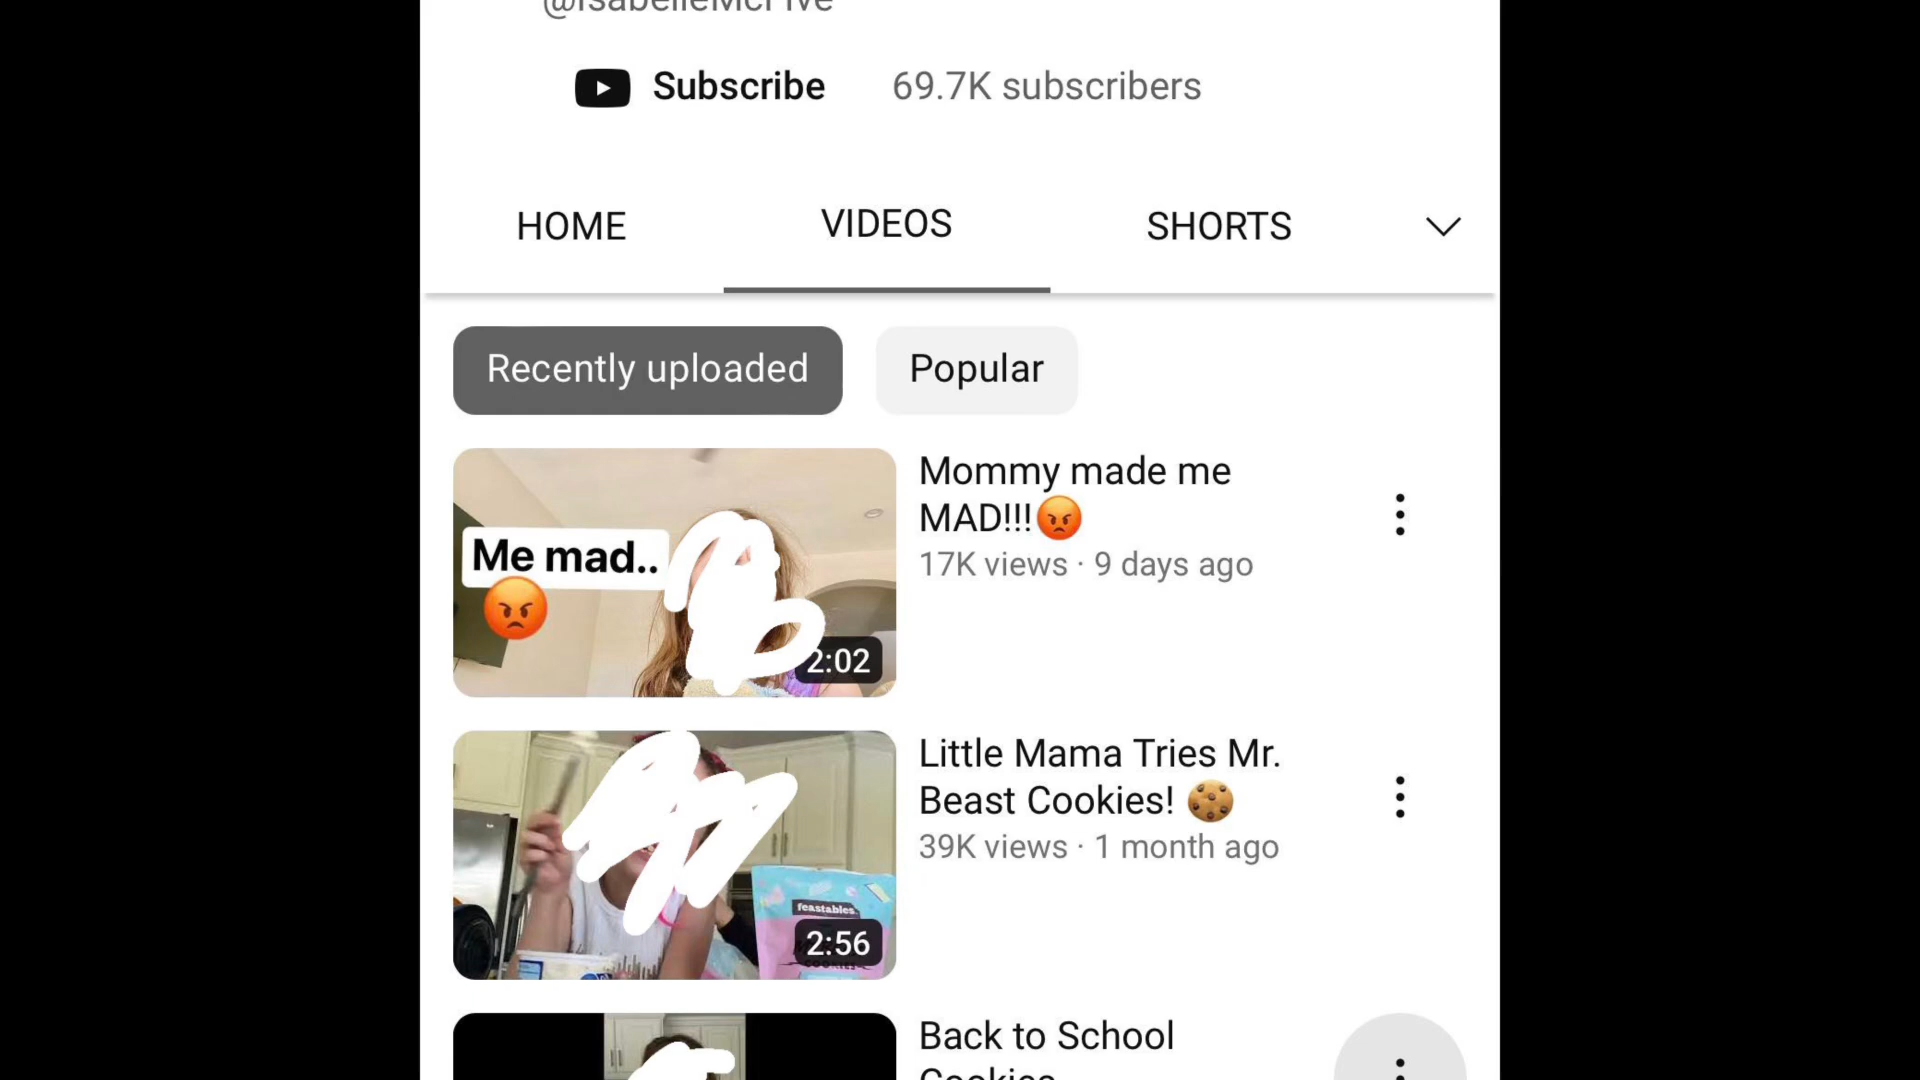 Subscribe 69.7K subscribers
HOME VIDEOS SHORTS
Recently uploaded Popular
Me mad..
2:02
Mommy made me
MAD!!!
17K views · 9 days ago
feastables.
2:56
Little Mama Tries Mr.
Beast Cookies!
39K views · 1 month ago
Back to School
Cookies